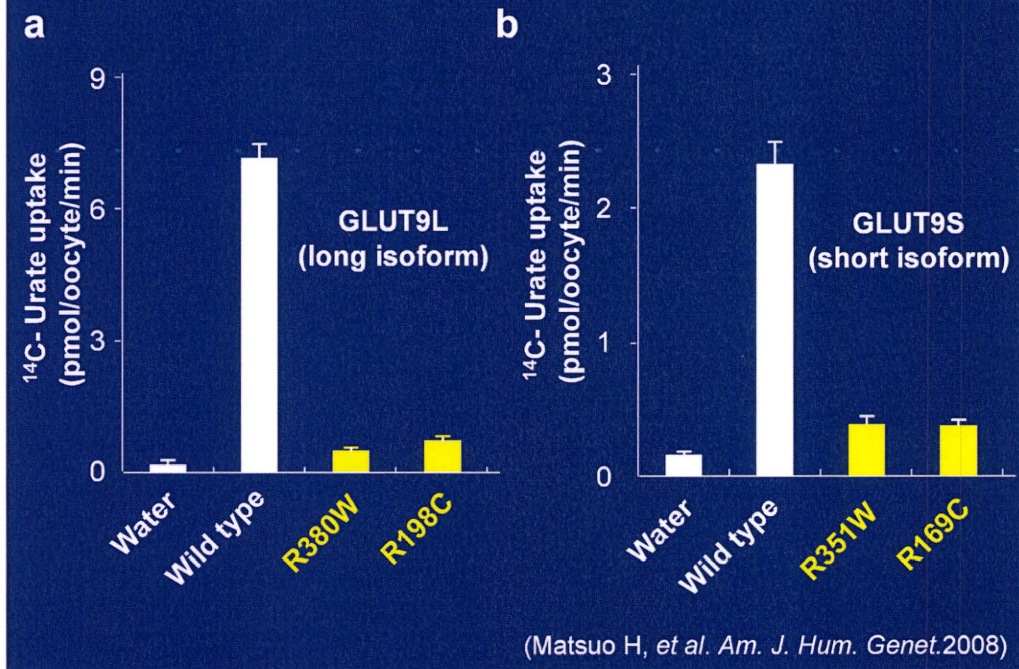 a
9
6
3
0
¹⁴C- Urate uptake
(pmol/oocyte/min)
GLUT9L
(long isoform)
Water
Wild type
R380W
R198C
b
3
2
1
0
¹⁴C- Urate uptake
(pmol/oocyte/min)
GLUT9S
(short isoform)
Water
Wild type
R351W
R169C
(Matsuo H, et al. Am. J. Hum. Genet.2008)